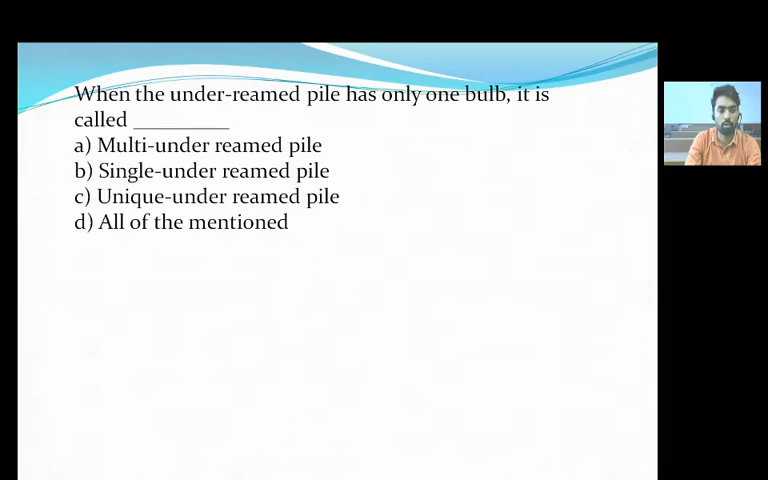 When the under-reamed pile has only one bulb, it is
called _________
a) Multi-under reamed pile
b) Single-under reamed pile
c) Unique-under reamed pile
d) All of the mentioned